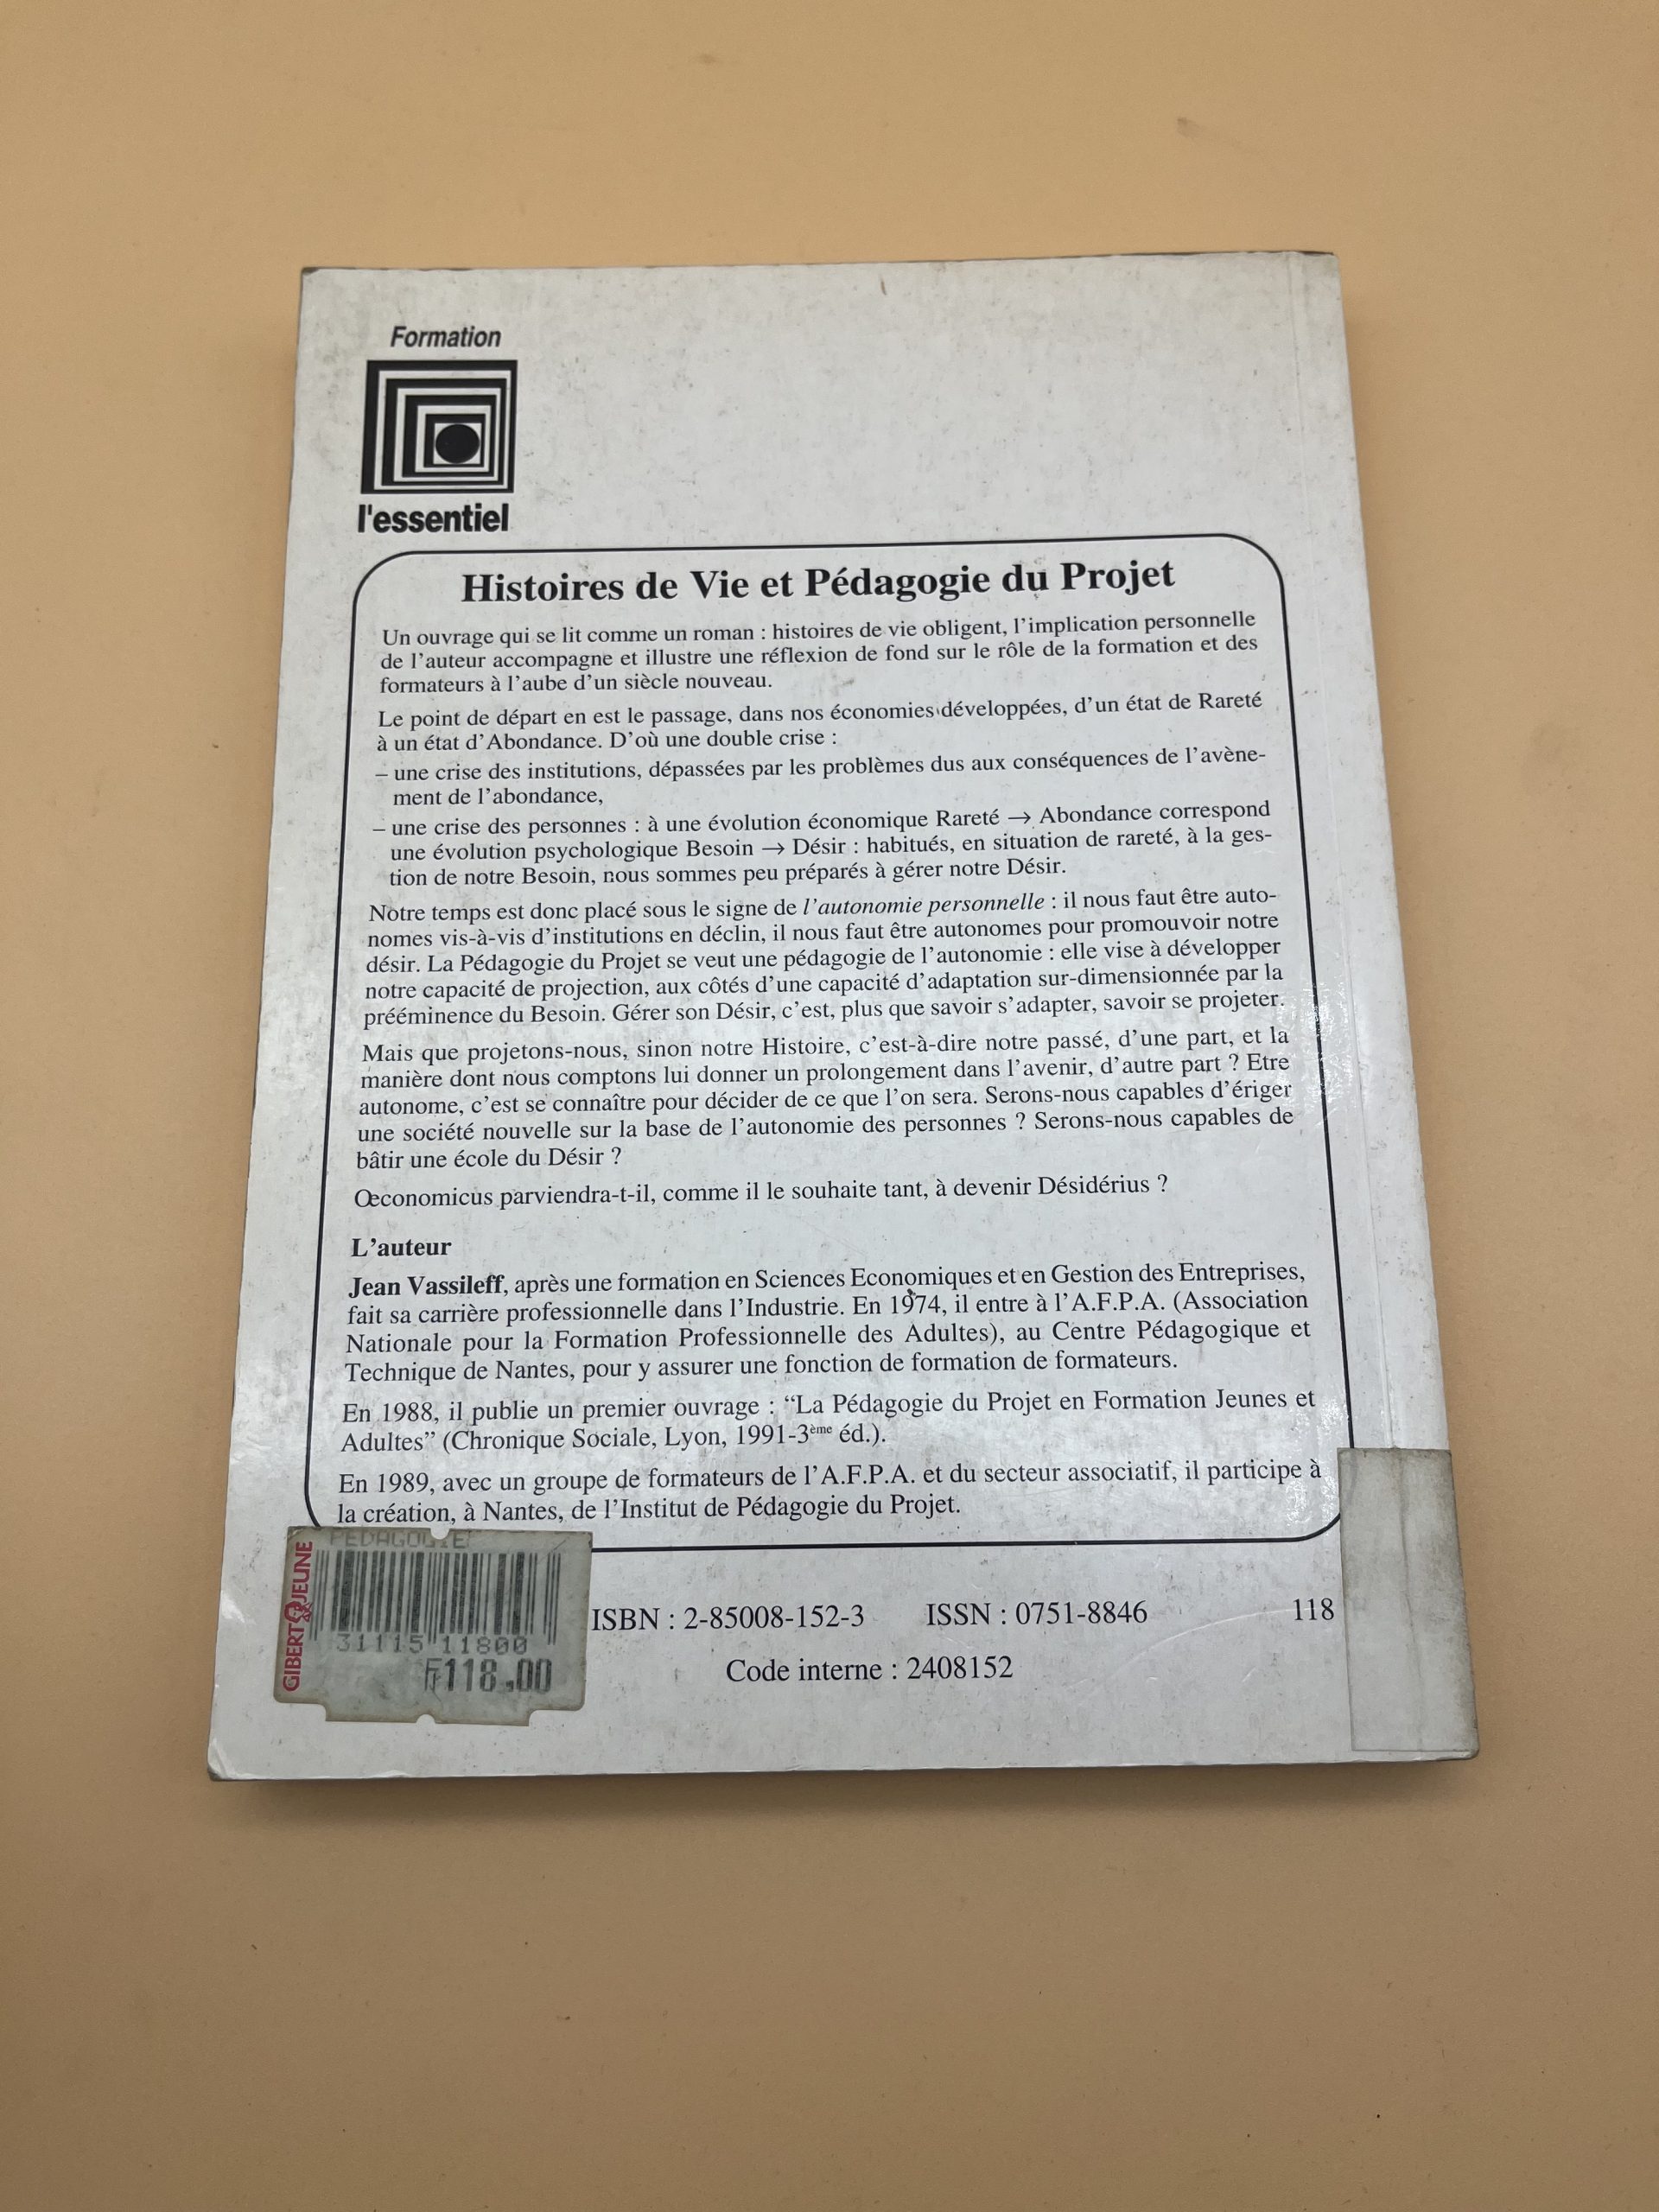 Formation
l'essentiel
Histoires de Vie et Pédagogie du Projet
Un ouvrage qui se lit comme un roman : histoires de vie obligent, l'implication personnelle
de l'auteur accompagne et illustre une réflexion de fond sur le rôle de la formation et des
formateurs à l'aube d'un siècle nouveau.
Le point de départ en est le passage, dans nos économies développées, d'un état de Rareté
à un état d'Abondance. D'où une double crise :
– une crise des institutions, dépassées par les problèmes dus aux conséquences de l'avène-
ment de l'abondance,
– une crise des personnes : à une évolution économique Rareté → Abondance correspond
une évolution psychologique Besoin → Désir : habitués, en situation de rareté, à la ges-
tion de notre Besoin, nous sommes peu préparés à gérer notre Désir.
Notre temps est donc placé sous le signe de l'autonomie personnelle : il nous faut être auto-
nomes vis-à-vis d'institutions en déclin, il nous faut être autonomes pour promouvoir notre
désir. La Pédagogie du Projet se veut une pédagogie de l'autonomie : elle vise à développer
notre capacité de projection, aux côtés d'une capacité d'adaptation sur-dimensionnée par la
prééminence du Besoin. Gérer son Désir, c'est, plus que savoir s'adapter, savoir se projeter.
Mais que projetons-nous, sinon notre Histoire, c'est-à-dire notre passé, d'une part, et la
manière dont nous comptons lui donner un prolongement dans l'avenir, d'autre part ? Etre
autonome, c'est se connaître pour décider de ce que l'on sera. Serons-nous capables d'ériger
une société nouvelle sur la base de l'autonomie des personnes ? Serons-nous capables de
bâtir une école du Désir ?
Œconomicus parviendra-t-il, comme il le souhaite tant, à devenir Désidérius ?
L'auteur
Jean Vassileff, après une formation en Sciences Economiques et en Gestion des Entreprises,
fait sa carrière professionnelle dans l'Industrie. En 1974, il entre à l'A.F.P.A. (Association
Nationale pour la Formation Professionnelle des Adultes), au Centre Pédagogique et
Technique de Nantes, pour y assurer une fonction de formation de formateurs.
En 1988, il publie un premier ouvrage : “La Pédagogie du Projet en Formation Jeunes et
Adultes” (Chronique Sociale, Lyon, 1991-3ème éd.).
En 1989, avec un groupe de formateurs de l'A.F.P.A. et du secteur associatif, il participe à
la création, à Nantes, de l'Institut de Pédagogie du Projet.
PEDAGOGIE
GIBERT JEUNE
31115 11800
F118.00
ISBN : 2-85008-152-3 ISSN : 0751-8846 118
Code interne : 2408152